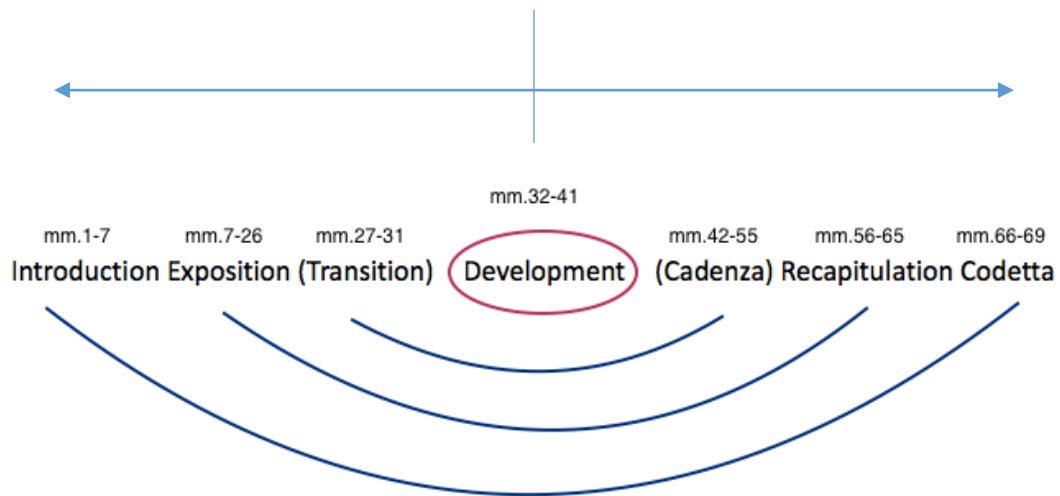 mm.32-41
mm.1-7 mm.7-26 mm.27-31 mm.42-55 mm.56-65 mm.66-69
Introduction Exposition (Transition) Development (Cadenza) Recapitulation Codetta